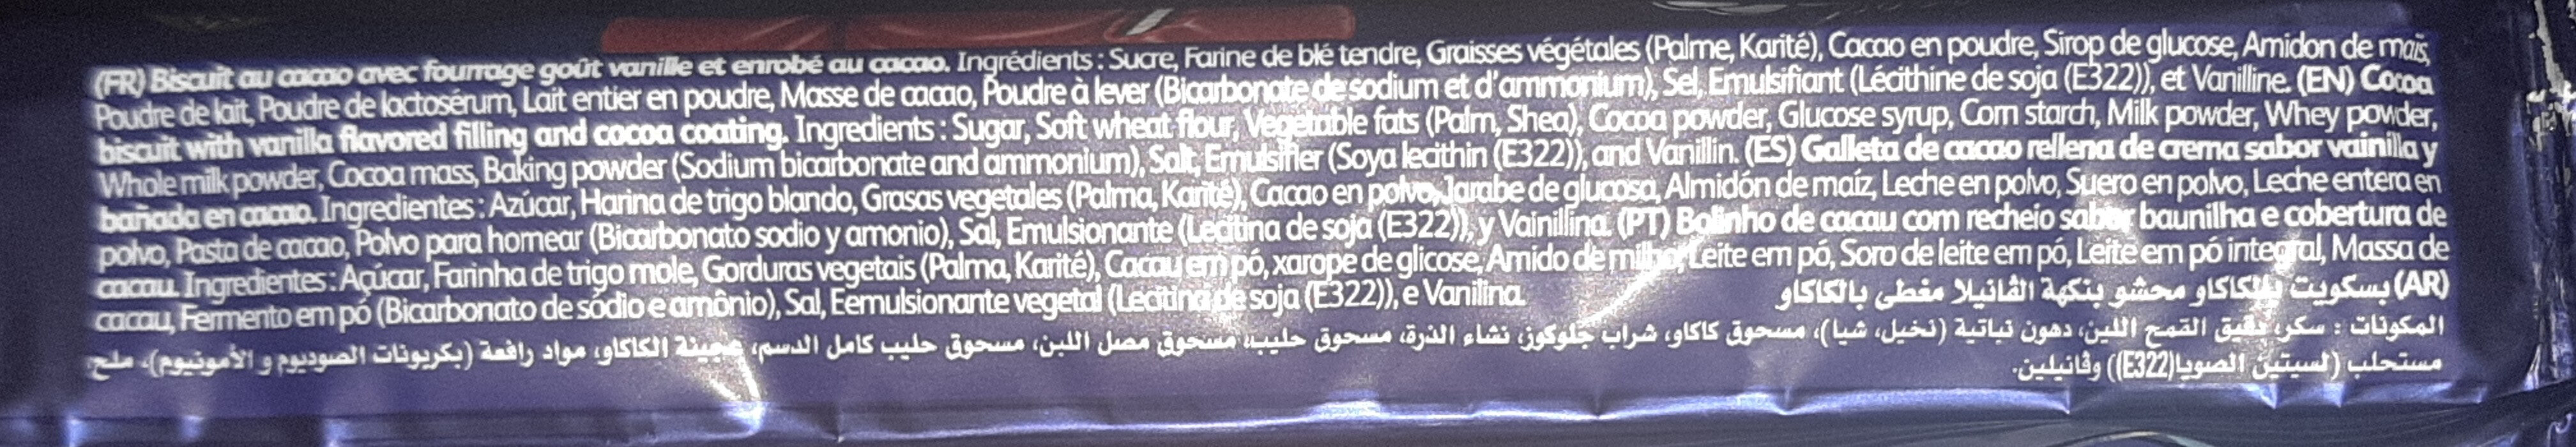 (FR) Biscuit au cacao avec fourrage goût vanille et enrobé au cacao. Ingrédients : Sucre, Farine de blé tendre, Graisses végétales (Palme, Karité), Cacao en poudre, Sirop de glucose, Amidon de maïs,
Poudre de lait, Poudre de lactosérum, Lait entier en poudre, Masse de cacao, Poudre à lever (Bicarbonate de sodium et d'ammonium), Sel, Emulsifiant (Lécithine de soja (E322)), et Vanilline. (EN) Cocoa
biscuit with vanilla flavored filling and cocoa coating. Ingredients : Sugar, Soft wheat flour, Vegetable fats (Palm, Shea), Cocoa powder, Glucose syrup, Corn starch, Milk powder, Whey powder,
Whole milk powder, Cocoa mass, Baking powder (Sodium bicarbonate and ammonium), Salt, Emulsifier (Soya lecithin (E322)), and Vanillin. (ES) Galleta de cacao rellena de crema sabor vainilla y
bañada en cacao. Ingredientes : Azúcar, Harina de trigo blando, Grasas vegetales (Palma, Karité), Cacao en polvo, Jarabe de glucosa, Almidón de maíz, Leche en polvo, Suero en polvo, Leche entera en
polvo, Pasta de cacao, Polvo para hornear (Bicarbonato sodio y amonio), Sal, Emulsionante (Lecitina de soja (E322)), y Vainillina. (PT) Bolinho de cacau com recheio sabor baunilha e cobertura de
cacau. Ingredientes : Açúcar, Farinha de trigo mole, Gorduras vegetais (Palma, Karité), Cacau em pó, xarope de glicose, Amido de milho, Leite em pó, Soro de leite em pó, Leite em pó integral, Massa de
cacau, Fermento em pó (Bicarbonato de sódio e amônio), Sal, Eemulsionante vegetal (Lecitina de soja (E322)), e Vanilina.
(AR) بسكويت بالكاكاو محشو بنكهة الڤانيلا مغطى بالكاكاو
المكونات : سكر، دقيق القمح اللين، دهون نباتية (نخيل، شيا)، مسحوق كاكاو، شراب جلوكوز، نشاء الذرة، مسحوق حليب، مسحوق مصل اللبن، مسحوق حليب كامل الدسم، عجينة الكاكاو، مواد رافعة (بكربونات الصوديوم و الأمونيوم)، ملح،
مستحلب (لسيتين الصويا(E322)) وڤانيلين.